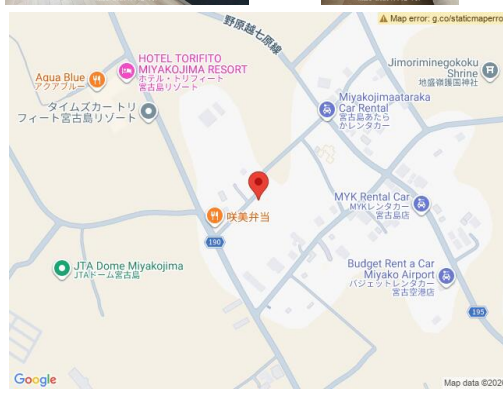 Map error: g.co/staticmaperro
野原越七原線
HOTEL TORIFITO
MIYAKOJIMA RESORT
ホテル・トリフィート
宮古島リゾート
Jimoriminegokoku
Shrine
地盛嶺護国神社
Aqua Blue
アクアブルー
タイムズカー トリ
フィート宮古島リゾート
Miyakojimaataraka
Car Rental
宮古島あたら
かレンタカー
MYK Rental Car
MYKレンタカー
宮古島店
咲美弁当
190
JTA Dome Miyakojima
JTAドーム宮古島
Budget Rent a Car
Miyako Airport
バジェットレンタカー
宮古空港店
195
Google
Map data ©2026